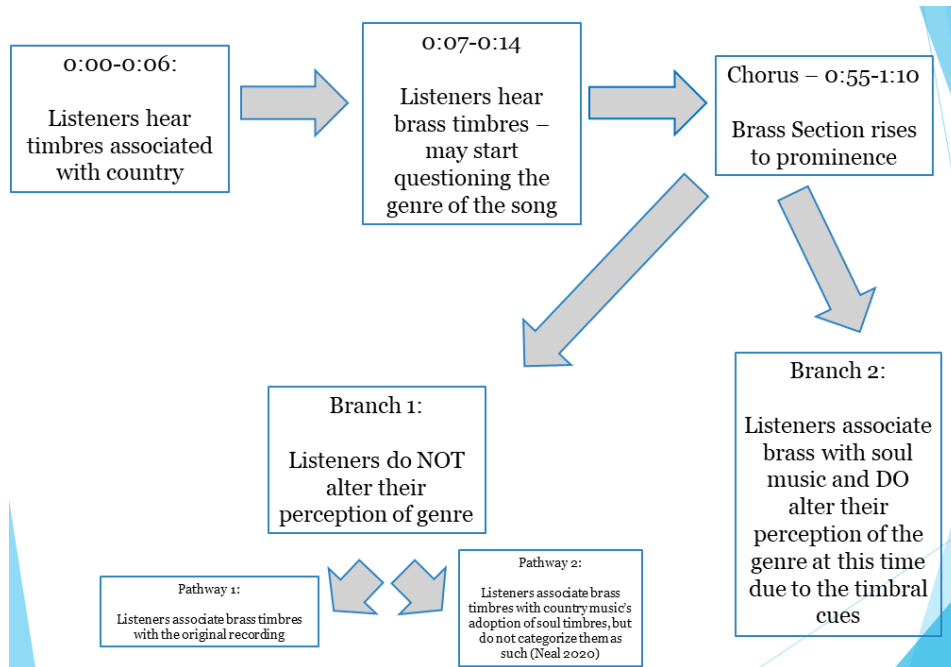 0:00-0:06:
Listeners hear
timbres associated
with country
0:07-0:14
Listeners hear
brass timbres –
may start
questioning the
genre of the song
Chorus – 0:55-1:10
Brass Section rises
to prominence
Branch 1:
Listeners do NOT
alter their
perception of genre
Pathway 1:
Listeners associate brass timbres
with the original recording
Pathway 2:
Listeners associate brass
timbres with country music's
adoption of soul timbres, but
do not categorize them as
such (Neal 2020)
Branch 2:
Listeners associate
brass with soul
music and DO
alter their
perception of the
genre at this time
due to the timbral
cues